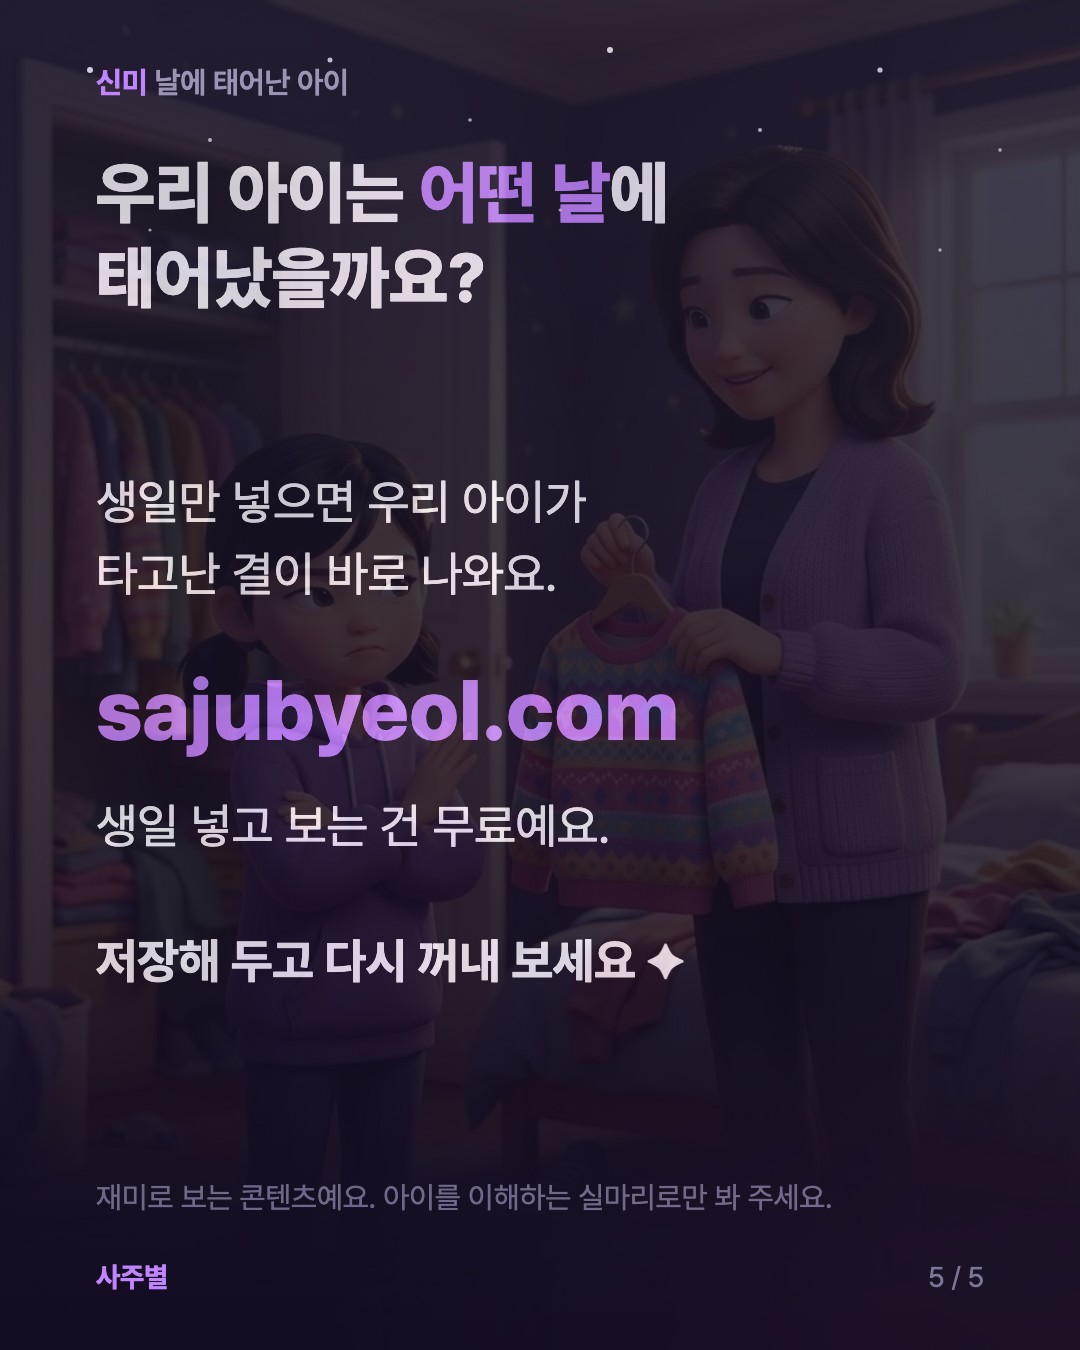 신미 날에 태어난 아이
우리 아이는 어떤 날에
태어났을까요?
생일만 넣으면 우리 아이가
타고난 결이 바로 나와요.
sajubyeol.com
생일 넣고 보는 건 무료예요.
저장해 두고 다시 꺼내 보세요 ✦
재미로 보는 콘텐츠예요. 아이를 이해하는 실마리로만 봐 주세요.
사주별
5 / 5